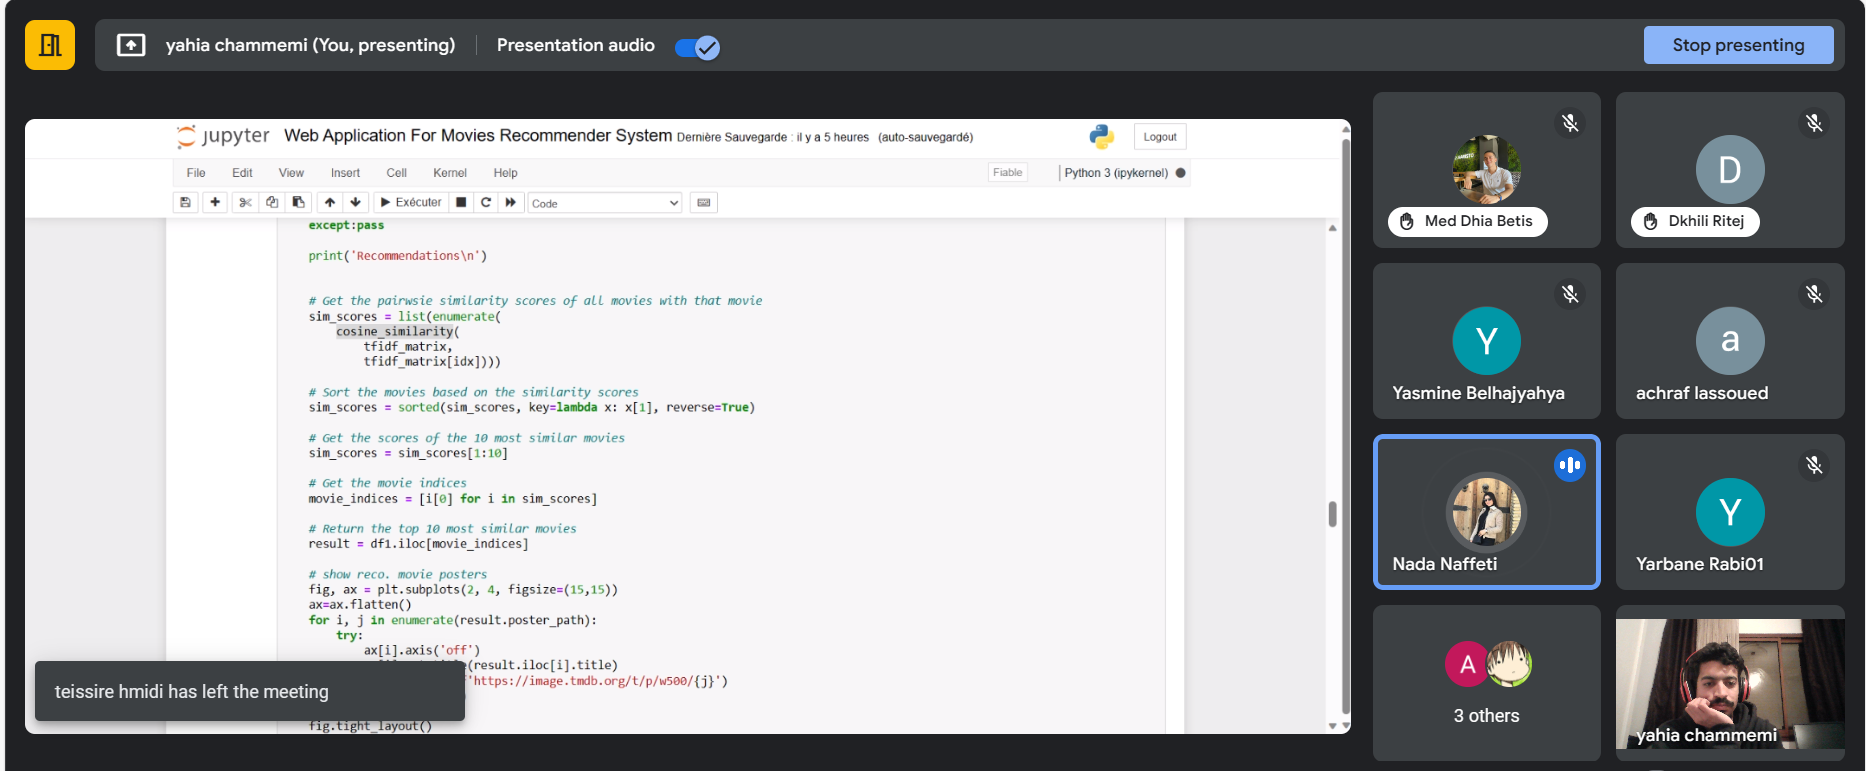 yahia chammemi (You, presenting)
Presentation audio
Stop presenting
jupyter Web Application For Movies Recommender System Dernière Sauvegarde : il y a 5 heures (auto-sauvegardé)
Logout
File Edit View Insert Cell Kernel Help
Fiable
Python 3 (ipykernel)
Exécuter
Code
except:pass
print('Recommendations\n')
# Get the pairwsie similarity scores of all movies with that movie
sim_scores = list(enumerate(
cosine_similarity(
tfidf_matrix,
tfidf_matrix[idx])))
# Sort the movies based on the similarity scores
sim_scores = sorted(sim_scores, key=lambda x: x[1], reverse=True)
# Get the scores of the 10 most similar movies
sim_scores = sim_scores[1:10]
# Get the movie indices
movie_indices = [i[0] for i in sim_scores]
# Return the top 10 most similar movies
result = df1.iloc[movie_indices]
# show reco. movie posters
fig, ax = plt.subplots(2, 4, figsize=(15,15))
ax=ax.flatten()
for i, j in enumerate(result.poster_path):
try:
ax[i].axis('off')
(result.iloc[i].title)
'https://image.tmdb.org/t/p/w500/{j}')
fig.tight_layout()
teissire hmidi has left the meeting
Med Dhia Betis
D
Dkhili Ritej
Y
Yasmine Belhajyahya
a
achraf lassoued
Nada Naffeti
Y
Yarbane Rabi01
A
3 others
yahia chammemi